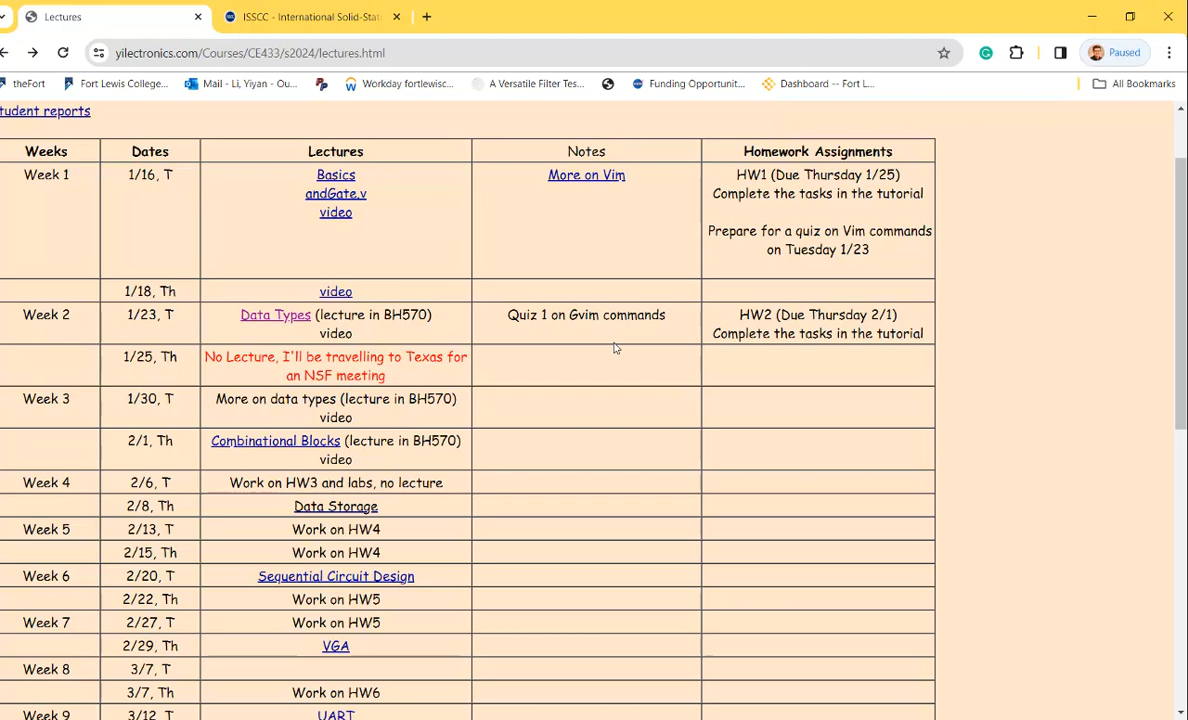 Lectures
ISSCC - International Solid-Stat
yilectronics.com/Courses/CE433/s2024/lectures.html
Paused
theFort
Fort Lewis College...
Mail - Li, Yiyan - Ou...
Workday fortlewisc...
A Versatile Filter Tes...
Funding Opportunit...
Dashboard -- Fort L...
All Bookmarks
tudent reports
Weeks Dates Lectures Notes Homework Assignments
Week 1 1/16, T Basics More on Vim HW1 (Due Thursday 1/25)
andGate.v Complete the tasks in the tutorial
video
Prepare for a quiz on Vim commands
on Tuesday 1/23
1/18, Th video
Week 2 1/23, T Data Types (lecture in BH570) Quiz 1 on Gvim commands HW2 (Due Thursday 2/1)
video Complete the tasks in the tutorial
1/25, Th No Lecture, I'll be travelling to Texas for
an NSF meeting
Week 3 1/30, T More on data types (lecture in BH570)
video
2/1, Th Combinational Blocks (lecture in BH570)
video
Week 4 2/6, T Work on HW3 and labs, no lecture
2/8, Th Data Storage
Week 5 2/13, T Work on HW4
2/15, Th Work on HW4
Week 6 2/20, T Sequential Circuit Design
2/22, Th Work on HW5
Week 7 2/27, T Work on HW5
2/29, Th VGA
Week 8 3/7, T
3/7, Th Work on HW6
Week 9 3/12, T UART